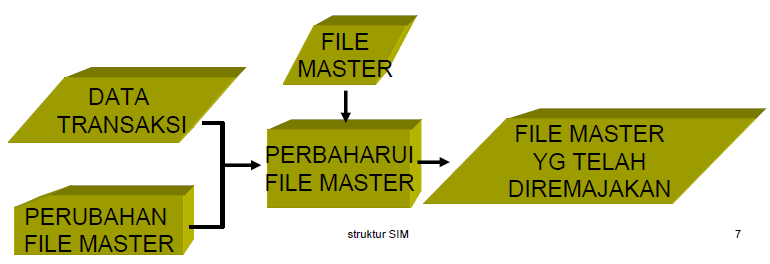 FILE
MASTER
DATA
TRANSAKSI
PERBAHARUI
FILE MASTER
FILE MASTER
YG TELAH
DIREMAJAKAN
PERUBAHAN
FILE MASTER
struktur SIM
7